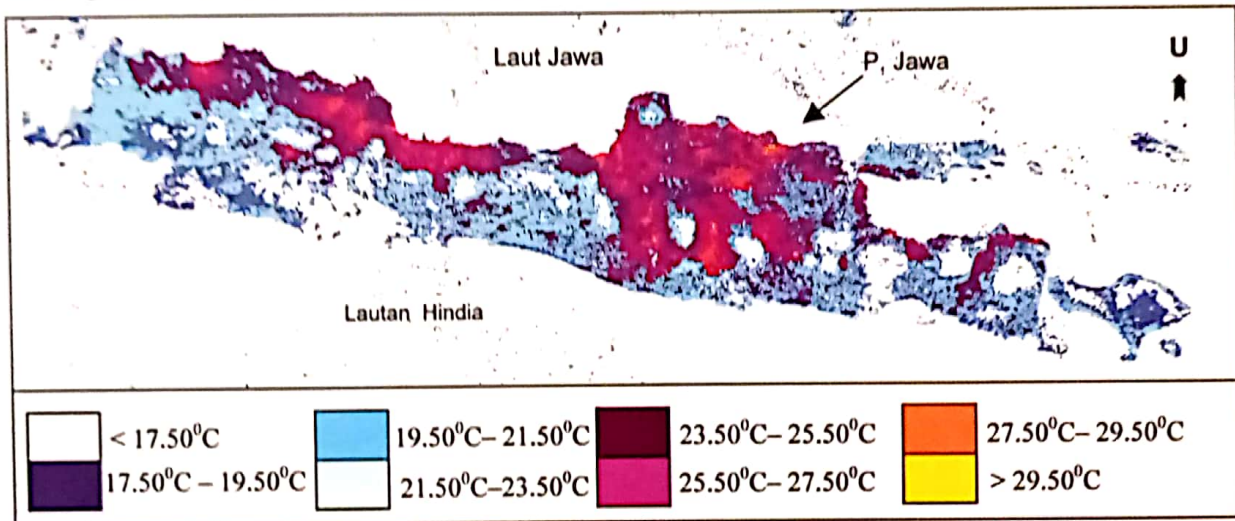 Laut Jawa
P. Jawa
U
Lautan Hindia
< 17.50⁰C
17.50⁰C – 19.50⁰C
19.50⁰C– 21.50⁰C
21.50⁰C–23.50⁰C
23.50⁰C– 25.50⁰C
25.50⁰C – 27.50⁰C
27.50⁰C– 29.50⁰C
> 29.50⁰C